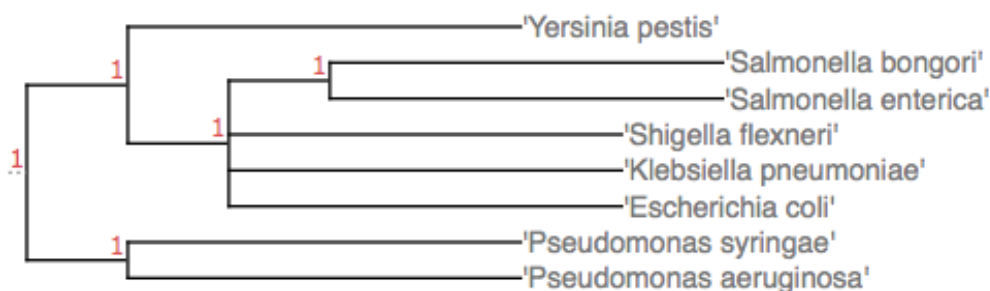 'Yersinia pestis'
1
1 'Salmonella bongori'
'Salmonella enterica'
1 'Shigella flexneri'
1 'Klebsiella pneumoniae'
'Escherichia coli'
1 'Pseudomonas syringae'
'Pseudomonas aeruginosa'